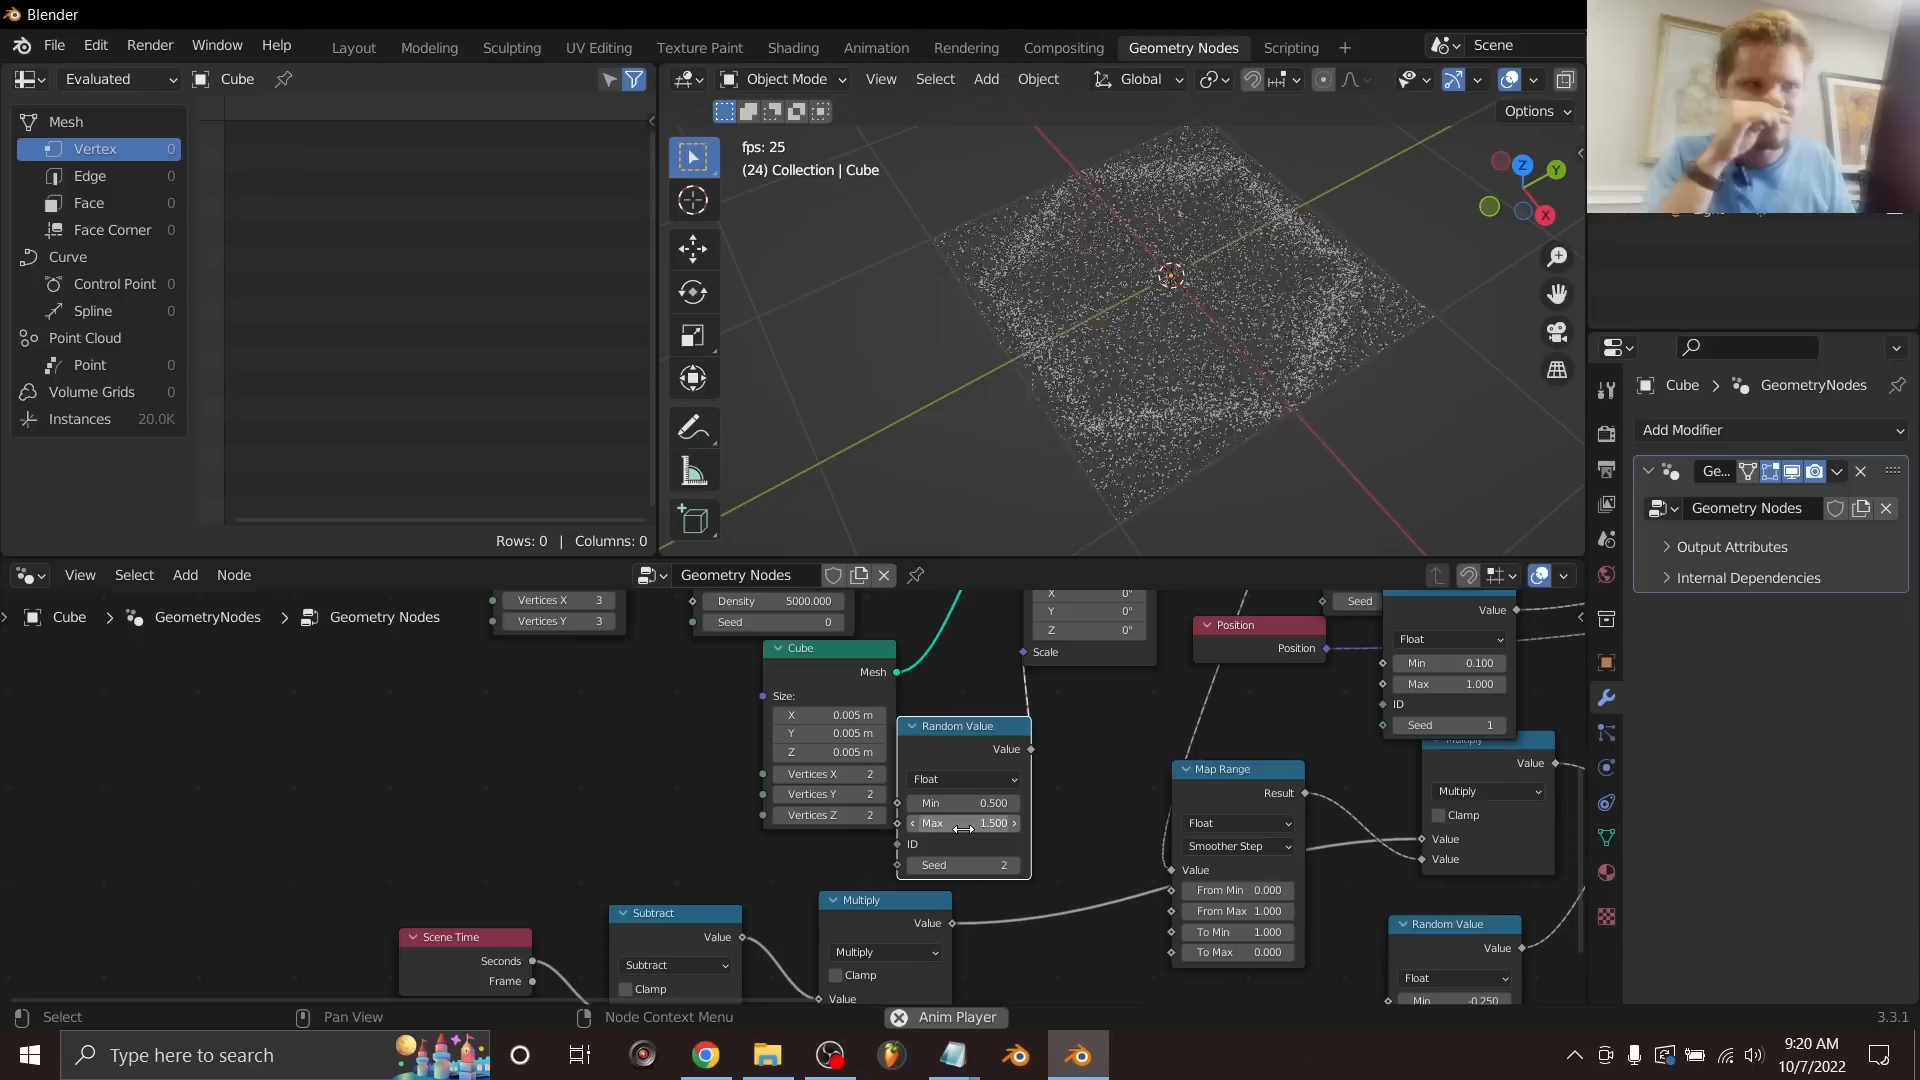 Blender
File Edit Render Window Help
Layout Modeling Sculpting UV Editing Texture Paint Shading Animation Rendering Compositing Geometry Nodes Scripting +
Scene
Evaluated
Cube
Object Mode View Select Add Object
Global
Options
Mesh
Vertex 0
Edge 0
Face 0
Face Corner 0
Curve
Control Point 0
Spline 0
Point Cloud
Point 0
Volume Grids 0
Instances 20.0K
Rows: 0 | Columns: 0
fps: 25
(24) Collection | Cube
Z
Y
X
Cube > GeometryNodes
Add Modifier
Ge...
Geometry Nodes
> Output Attributes
> Internal Dependencies
View Select Add Node
Geometry Nodes
Cube > GeometryNodes > Geometry Nodes
Vertices X 3
Vertices Y 3
Density 5000.000
Seed 0
X 0°
Y 0°
Z 0°
Scale
Position
Position
Seed
Value
Float
Min 0.100
Max 1.000
ID
Seed 1
Cube
Mesh
Size:
X 0.005 m
Y 0.005 m
Z 0.005 m
Vertices X 2
Vertices Y 2
Vertices Z 2
Random Value
Value
Float
Min 0.500
Max 1.500
ID
Seed 2
Map Range
Result
Float
Smoother Step
Value
From Min 0.000
From Max 1.000
To Min 1.000
To Max 0.000
Multiply
Value
Multiply
Clamp
Value
Value
Scene Time
Seconds
Frame
Subtract
Value
Subtract
Clamp
Multiply
Value
Multiply
Clamp
Value
Random Value
Value
Float
Min -0.250
Select Pan View Node Context Menu Anim Player 3.3.1
Type here to search
9:20 AM
10/7/2022